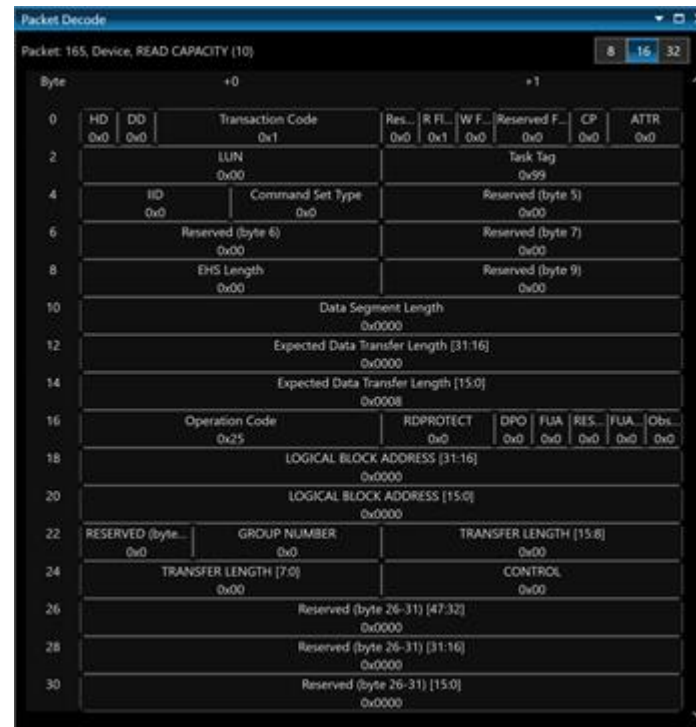 Packet Decode
Packet: 165, Device, READ CAPACITY (10) 8 16 32
Byte +0 +1
0 HD DD Transaction Code Res... R Fl... W F... Reserved F... CP ATTR
0x0 0x0 0x1 0x0 0x1 0x0 0x0 0x0 0x0
2 LUN Task Tag
0x00 0x99
4 IID Command Set Type Reserved (byte 5)
0x0 0x0 0x00
6 Reserved (byte 6) Reserved (byte 7)
0x00 0x00
8 EHS Length Reserved (byte 9)
0x00 0x00
10 Data Segment Length
0x0000
12 Expected Data Transfer Length [31:16]
0x0000
14 Expected Data Transfer Length [15:0]
0x0008
16 Operation Code RDPROTECT DPO FUA RES... FUA... Obs...
0x25 0x0 0x0 0x0 0x0 0x0 0x0
18 LOGICAL BLOCK ADDRESS [31:16]
0x0000
20 LOGICAL BLOCK ADDRESS [15:0]
0x0000
22 RESERVED (byte... GROUP NUMBER TRANSFER LENGTH [15:8]
0x0 0x0 0x00
24 TRANSFER LENGTH [7:0] CONTROL
0x00 0x00
26 Reserved (byte 26-31) [47:32]
0x0000
28 Reserved (byte 26-31) [31:16]
0x0000
30 Reserved (byte 26-31) [15:0]
0x0000